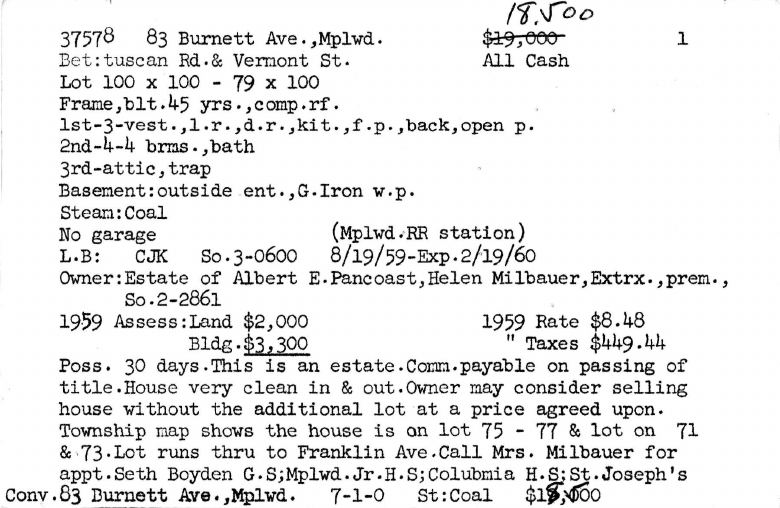 18,500
37578 83 Burnett Ave.,Mplwd. $19,000 1
Bet:tuscan Rd.& Vermont St. All Cash
Lot 100 x 100 - 79 x 100
Frame,blt.45 yrs.,comp.rf.
1st-3-vest.,l.r.,d.r.,kit.,f.p.,back,open p.
2nd-4-4 brms.,bath
3rd-attic,trap
Basement:outside ent.,G.Iron w.p.
Steam:Coal
No garage (Mplwd.RR station)
L.B: CJK So.3-0600 8/19/59-Exp.2/19/60
Owner:Estate of Albert E.Pancoast,Helen Milbauer,Extrx.,prem.,
So.2-2861
1959 Assess:Land $2,000 1959 Rate $8.48
Bldg.$3,300 " Taxes $449.44
Poss. 30 days.This is an estate.Comm.payable on passing of
title.House very clean in & out.Owner may consider selling
house without the additional lot at a price agreed upon.
Township map shows the house is on lot 75 - 77 & lot on 71
& 73.Lot runs thru to Franklin Ave.Call Mrs. Milbauer for
appt.Seth Boyden G.S;Mplwd.Jr.H.S;Colubmia H.S;St.Joseph's
Conv.83 Burnett Ave.,Mplwd. 7-1-0 St:Coal $18,500